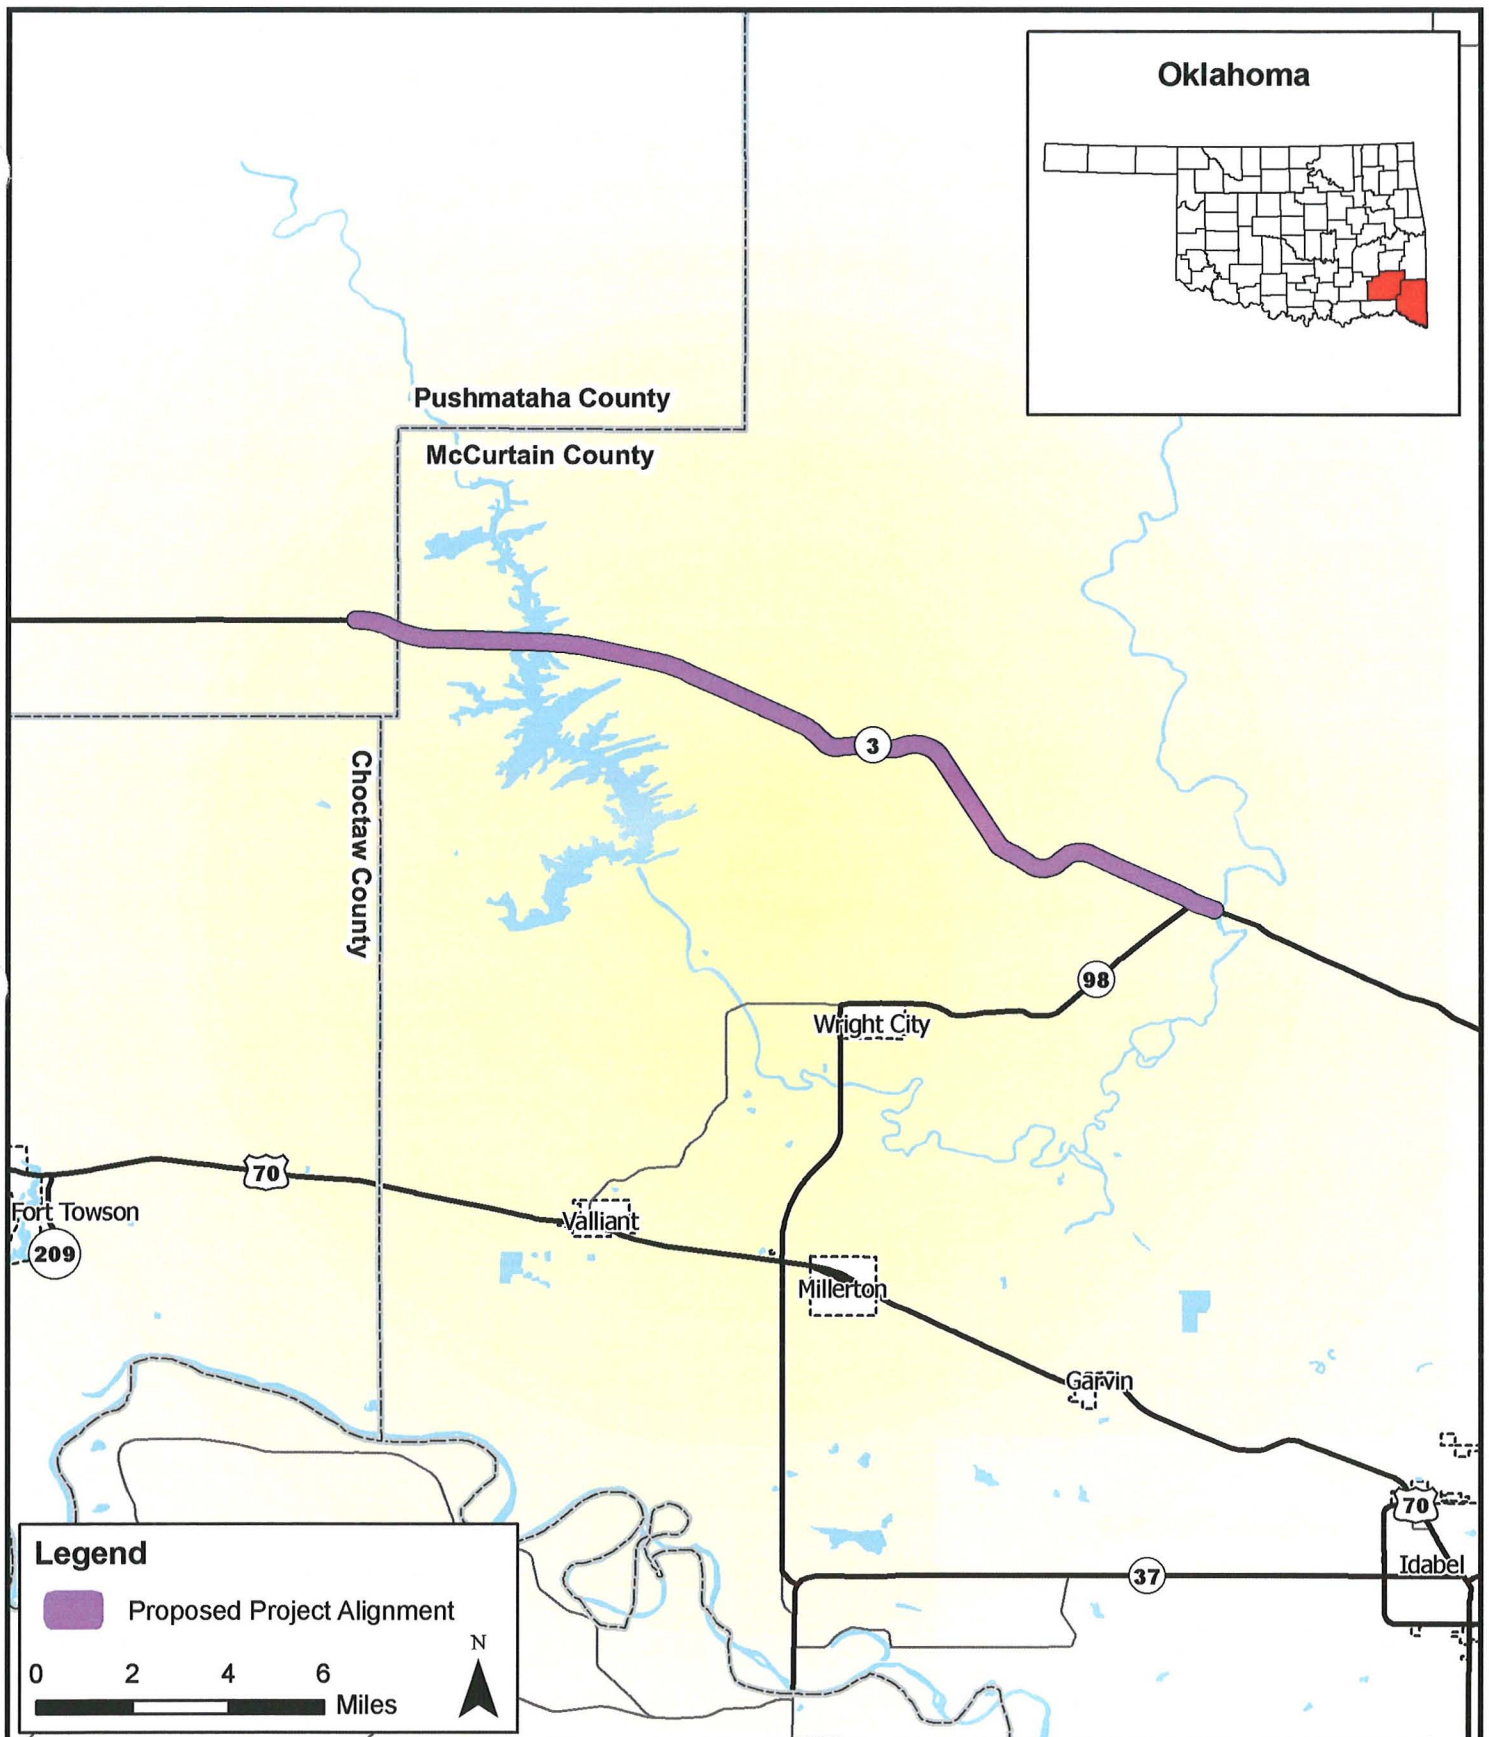 Oklahoma
Pushmataha County
McCurtain County
3
Choctaw County
98
Wright City
70
Fort Towson
209
Valliant
Millerton
Garvin
70
Idabel
37
Legend
Proposed Project Alignment
N
0 2 4 6
Miles